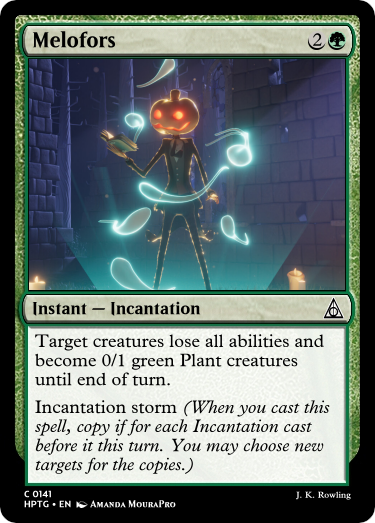 Melofors 2
Instant — Incantation
Target creatures lose all abilities and
become 0/1 green Plant creatures
until end of turn.
Incantation storm (When you cast this
spell, copy if for each Incantation cast
before it this turn. You may choose new
targets for the copies.)
C 0141
HPTG • EN Amanda MouraPro
J. K. Rowling